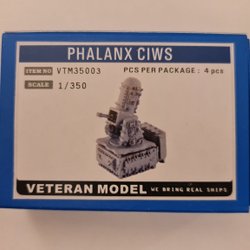 PHALANX CIWS
ITEM NO VTM35003 PCS PER PACKAGE : 4 pcs
SCALE 1/350
VETERAN MODEL WE BRING REAL SHIPS